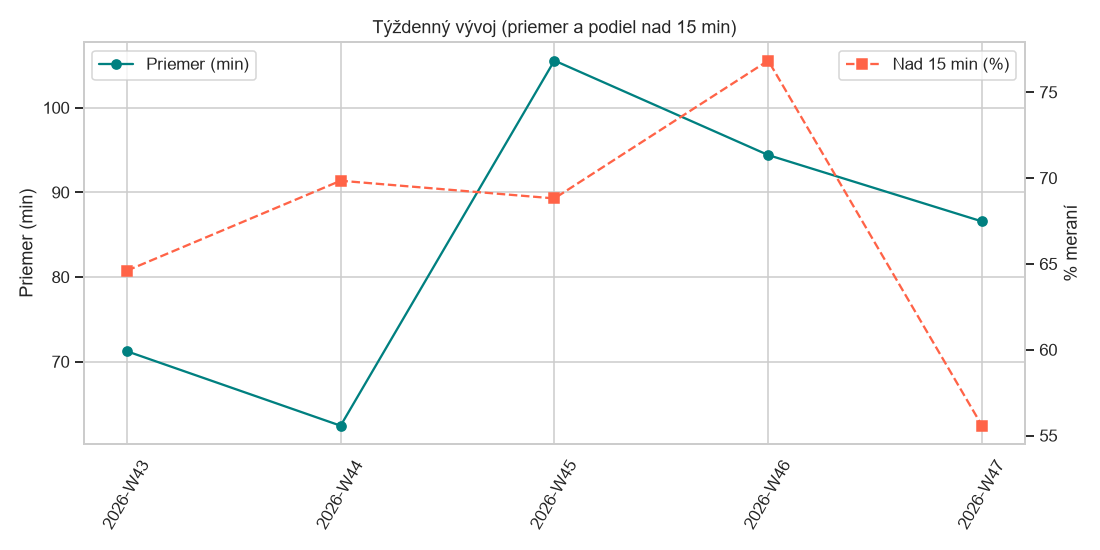 Týždenný vývoj (priemer a podiel nad 15 min)
Priemer (min)
Nad 15 min (%)
100
90
80
70
Priemer (min)
75
70
65
60
55
% meraní
2026-W43
2026-W44
2026-W45
2026-W46
2026-W47